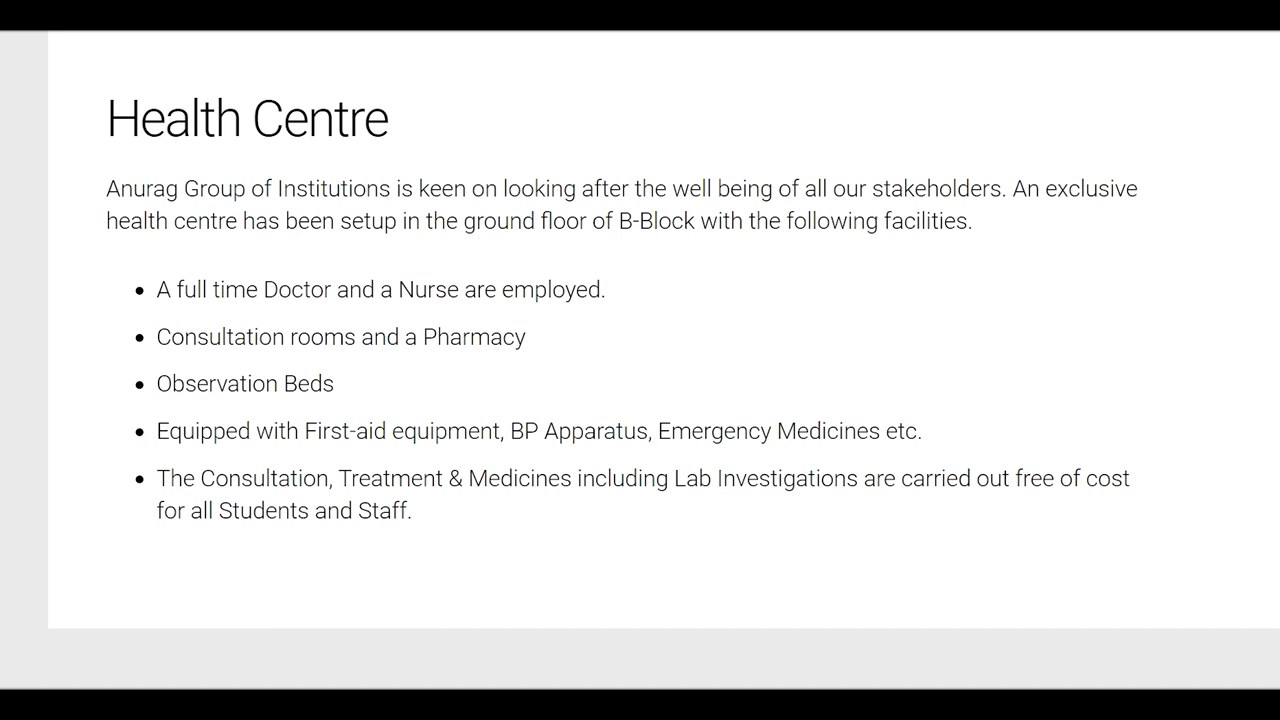 Health Centre
Anurag Group of Institutions is keen on looking after the well being of all our stakeholders. An exclusive
health centre has been setup in the ground floor of B-Block with the following facilities.
• A full time Doctor and a Nurse are employed.
• Consultation rooms and a Pharmacy
• Observation Beds
• Equipped with First-aid equipment, BP Apparatus, Emergency Medicines etc.
• The Consultation, Treatment & Medicines including Lab Investigations are carried out free of cost
for all Students and Staff.